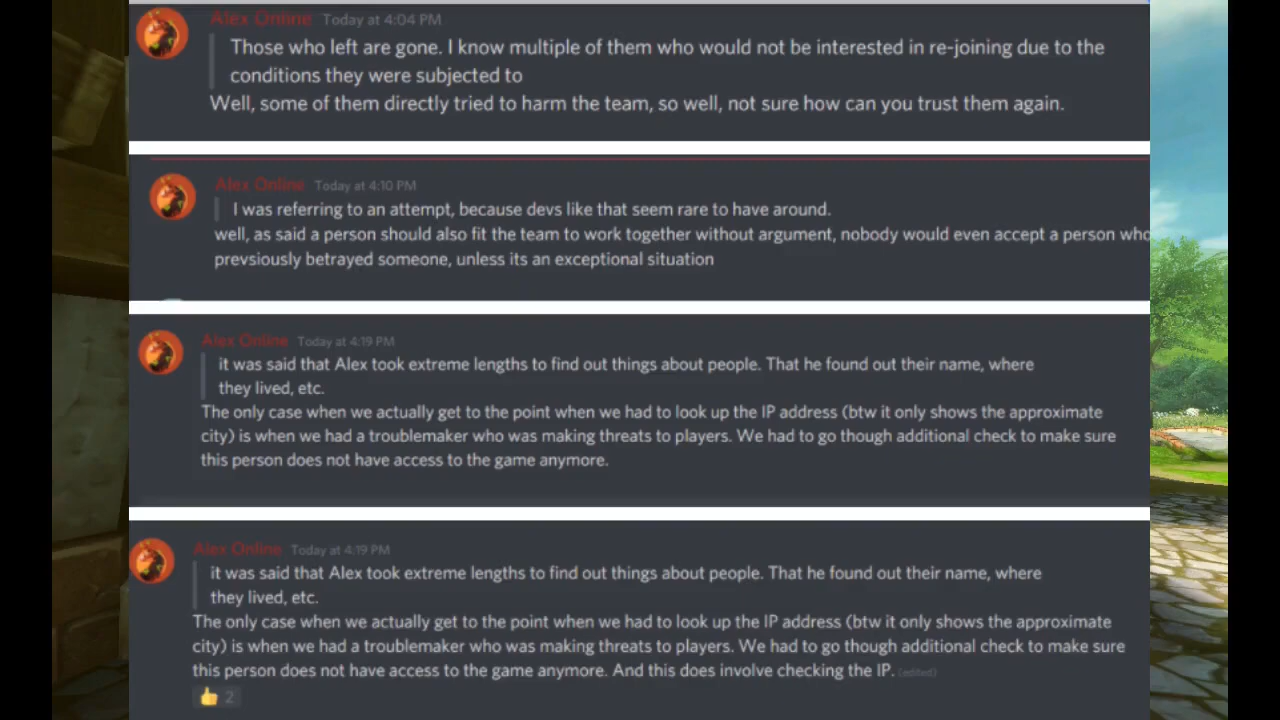 Alex Online Today at 4:04 PM
Those who left are gone. I know multiple of them who would not be interested in re-joining due to the
conditions they were subjected to
Well, some of them directly tried to harm the team, so well, not sure how can you trust them again.
Alex Online Today at 4:10 PM
I was referring to an attempt, because devs like that seem rare to have around.
well, as said a person should also fit the team to work together without argument, nobody would even accept a person who
prevsiously betrayed someone, unless its an exceptional situation
Alex Online Today at 4:19 PM
it was said that Alex took extreme lengths to find out things about people. That he found out their name, where
they lived, etc.
The only case when we actually get to the point when we had to look up the IP address (btw it only shows the approximate
city) is when we had a troublemaker who was making threats to players. We had to go though additional check to make sure
this person does not have access to the game anymore.
Alex Online Today at 4:19 PM
it was said that Alex took extreme lengths to find out things about people. That he found out their name, where
they lived, etc.
The only case when we actually get to the point when we had to look up the IP address (btw it only shows the approximate
city) is when we had a troublemaker who was making threats to players. We had to go though additional check to make sure
this person does not have access to the game anymore. And this does involve checking the IP. (edited)
2